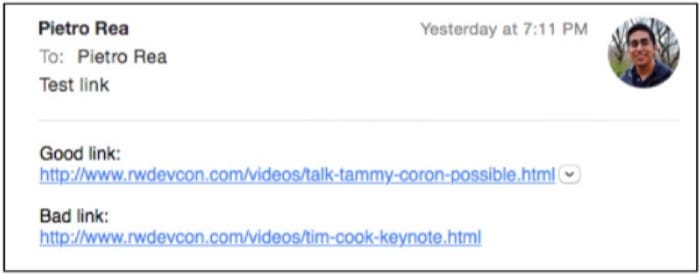 Pietro Rea
Yesterday at 7:11 PM
To: Pietro Rea
Test link
Good link:
http://www.rwdevcon.com/videos/talk-tammy-coron-possible.html
Bad link:
http://www.rwdevcon.com/videos/tim-cook-keynote.html